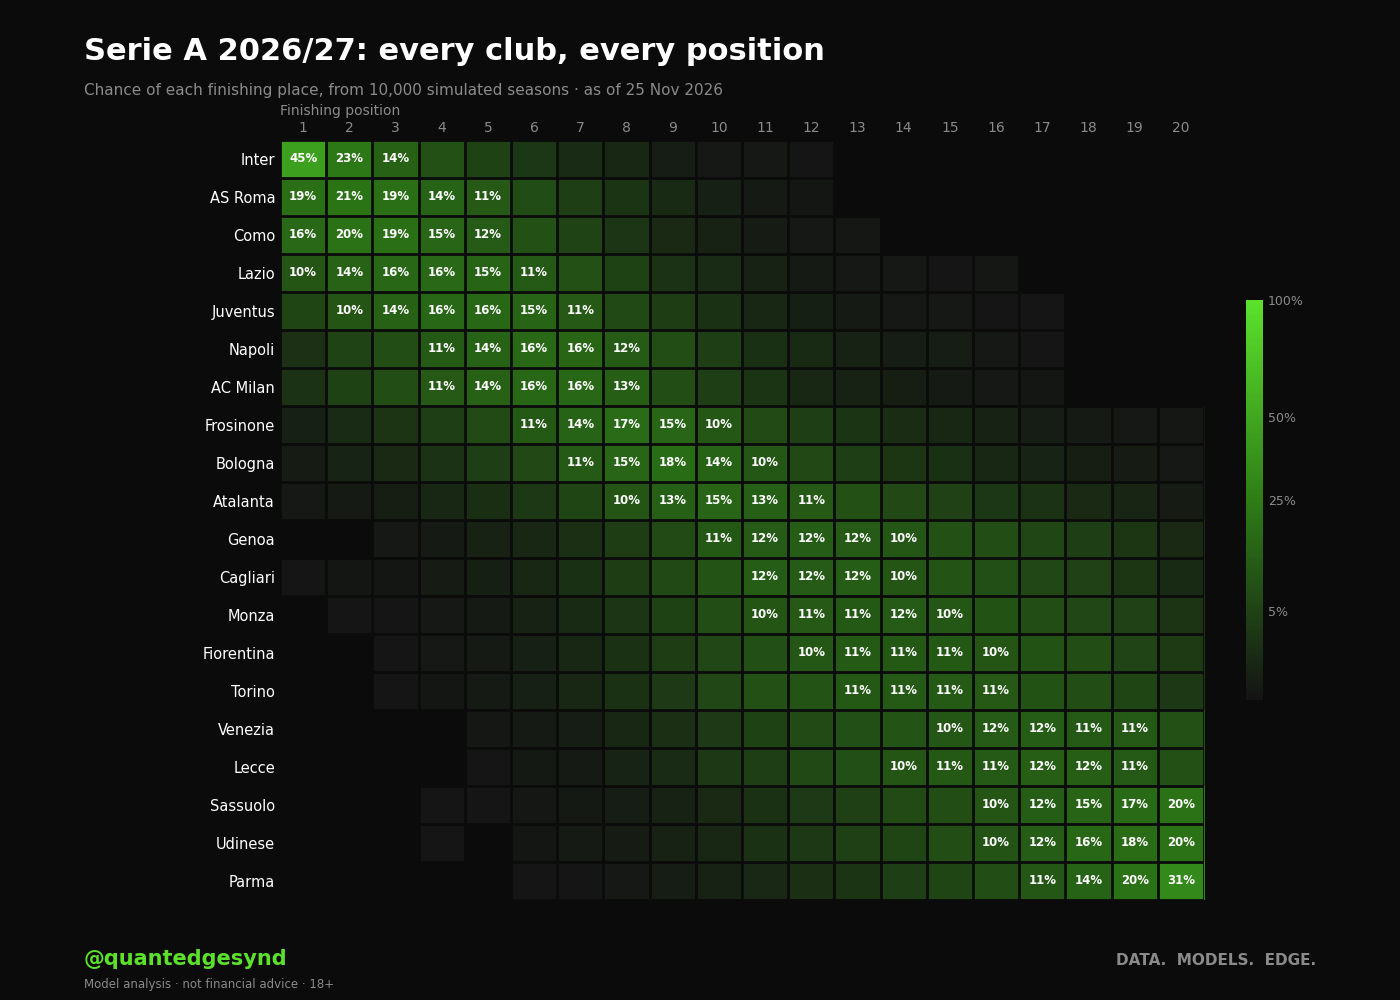 Serie A 2026/27: every club, every position
Chance of each finishing place, from 10,000 simulated seasons · as of 25 Nov 2026
Finishing position
1 2 3 4 5 6 7 8 9 10 11 12 13 14 15 16 17 18 19 20
Inter 45% 23% 14%
AS Roma 19% 21% 19% 14% 11%
Como 16% 20% 19% 15% 12%
Lazio 10% 14% 16% 16% 15% 11%
Juventus 10% 14% 16% 16% 15% 11%
Napoli 11% 14% 16% 16% 12%
AC Milan 11% 14% 16% 16% 13%
Frosinone 11% 14% 17% 15% 10%
Bologna 11% 15% 18% 14% 10%
Atalanta 10% 13% 15% 13% 11%
Genoa 11% 12% 12% 12% 10%
Cagliari 12% 12% 12% 10%
Monza 10% 11% 11% 12% 10%
Fiorentina 10% 11% 11% 11% 10%
Torino 11% 11% 11% 11%
Venezia 10% 12% 12% 11% 11%
Lecce 10% 11% 11% 12% 12% 11%
Sassuolo 10% 12% 15% 17% 20%
Udinese 10% 12% 16% 18% 20%
Parma 11% 14% 20% 31%
100%
50%
25%
5%
@quantedgesynd
DATA. MODELS. EDGE.
Model analysis · not financial advice · 18+